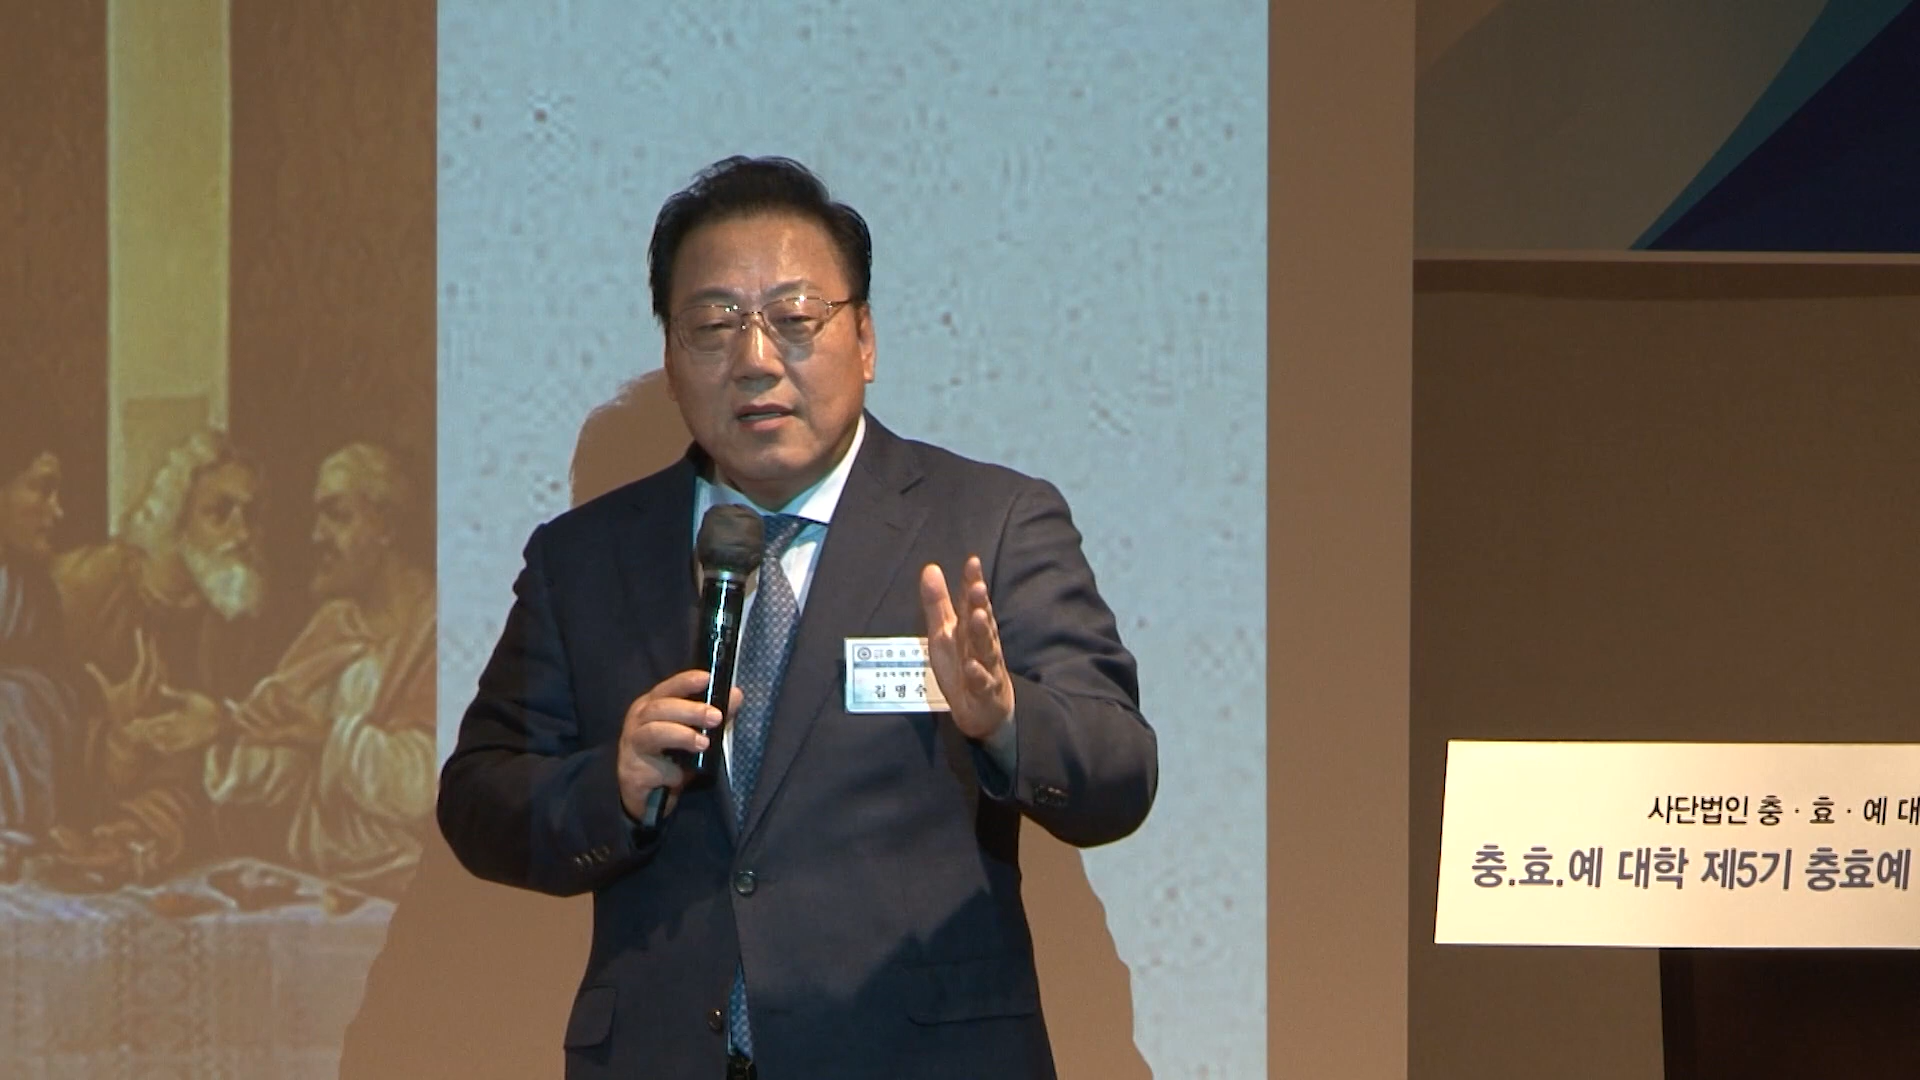 김명수
사단법인 충·효·예 대
충.효.예 대학 제5기 충효예